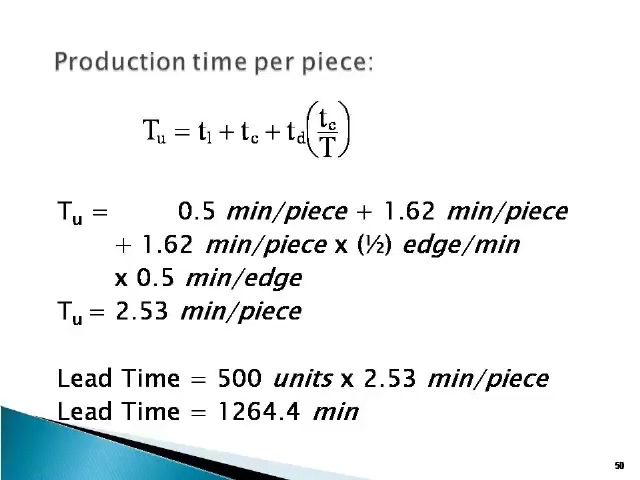 Production time per piece:
Tu = tl + tc + td(tc/T)
Tu = 0.5 min/piece + 1.62 min/piece
+ 1.62 min/piece x (½) edge/min
x 0.5 min/edge
Tu = 2.53 min/piece
Lead Time = 500 units x 2.53 min/piece
Lead Time = 1264.4 min
50